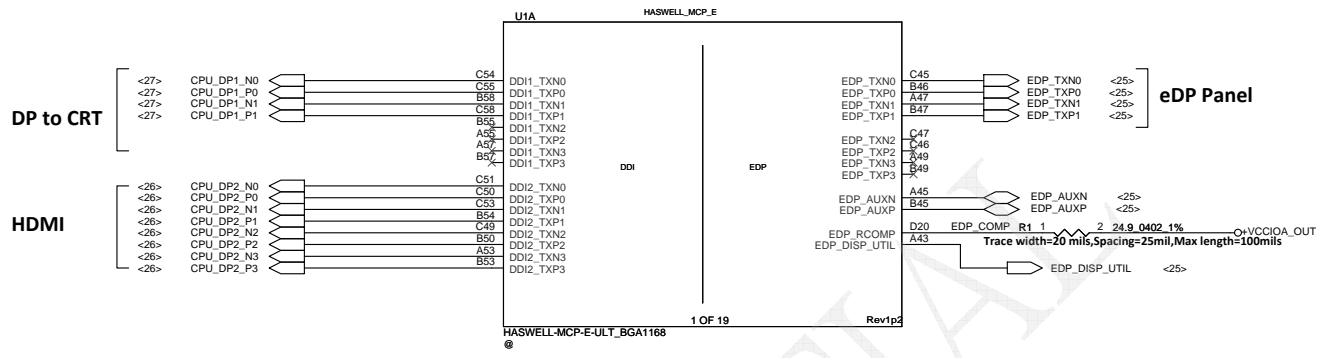 U1A HASWELL_MCP_E
<27> CPU_DP1_N0 C54 DDI1_TXN0 EDP_TXN0 C45 EDP_TXN0 <25>
<27> CPU_DP1_P0 C55 DDI1_TXP0 EDP_TXP0 B46 EDP_TXP0 <25>
<27> CPU_DP1_N1 B58 DDI1_TXN1 EDP_TXN1 A47 EDP_TXN1 <25>
<27> CPU_DP1_P1 C58 DDI1_TXP1 EDP_TXP1 B47 EDP_TXP1 <25>
DP to CRT
eDP Panel
B55 DDI1_TXN2 EDP_TXN2 C47
A55 DDI1_TXP2 EDP_TXP2 C46
A57 DDI1_TXN3 EDP_TXN3 A49
B57 DDI1_TXP3 EDP_TXP3 B49
DDI EDP
<26> CPU_DP2_N0 C51 DDI2_TXN0 EDP_AUXN A45 EDP_AUXN <25>
<26> CPU_DP2_P0 C50 DDI2_TXP0 EDP_AUXP B45 EDP_AUXP <25>
<26> CPU_DP2_N1 C53 DDI2_TXN1
<26> CPU_DP2_P1 B54 DDI2_TXP1 EDP_RCOMP D20 EDP_COMP R1 1 2 24.9_0402_1% +VCCIOA_OUT
HDMI
<26> CPU_DP2_N2 C49 DDI2_TXN2 EDP_DISP_UTIL A43
Trace width=20 mils,Spacing=25mil,Max length=100mils
<26> CPU_DP2_P2 B50 DDI2_TXP2
<26> CPU_DP2_N3 A53 DDI2_TXN3
<26> CPU_DP2_P3 B53 DDI2_TXP3
EDP_DISP_UTIL <25>
1 OF 19 Rev1p2
HASWELL-MCP-E-ULT_BGA1168
@